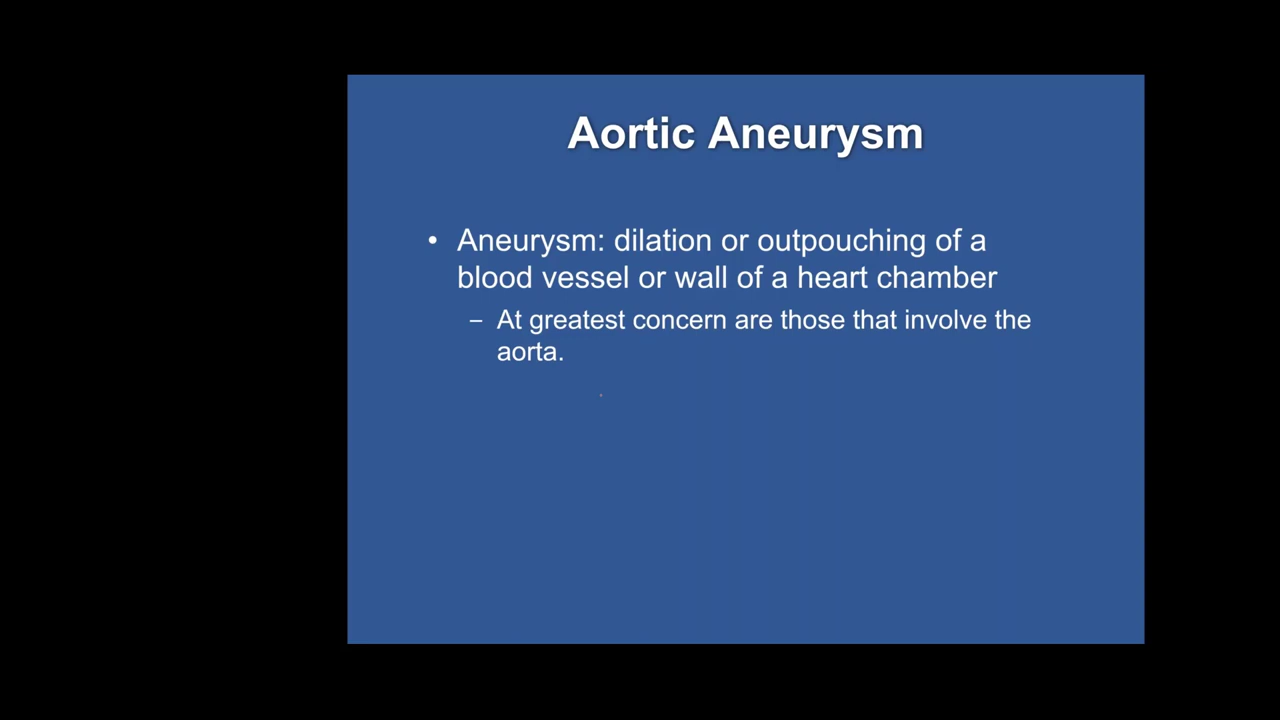 Aortic Aneurysm
• Aneurysm: dilation or outpouching of a
blood vessel or wall of a heart chamber
– At greatest concern are those that involve the
aorta.